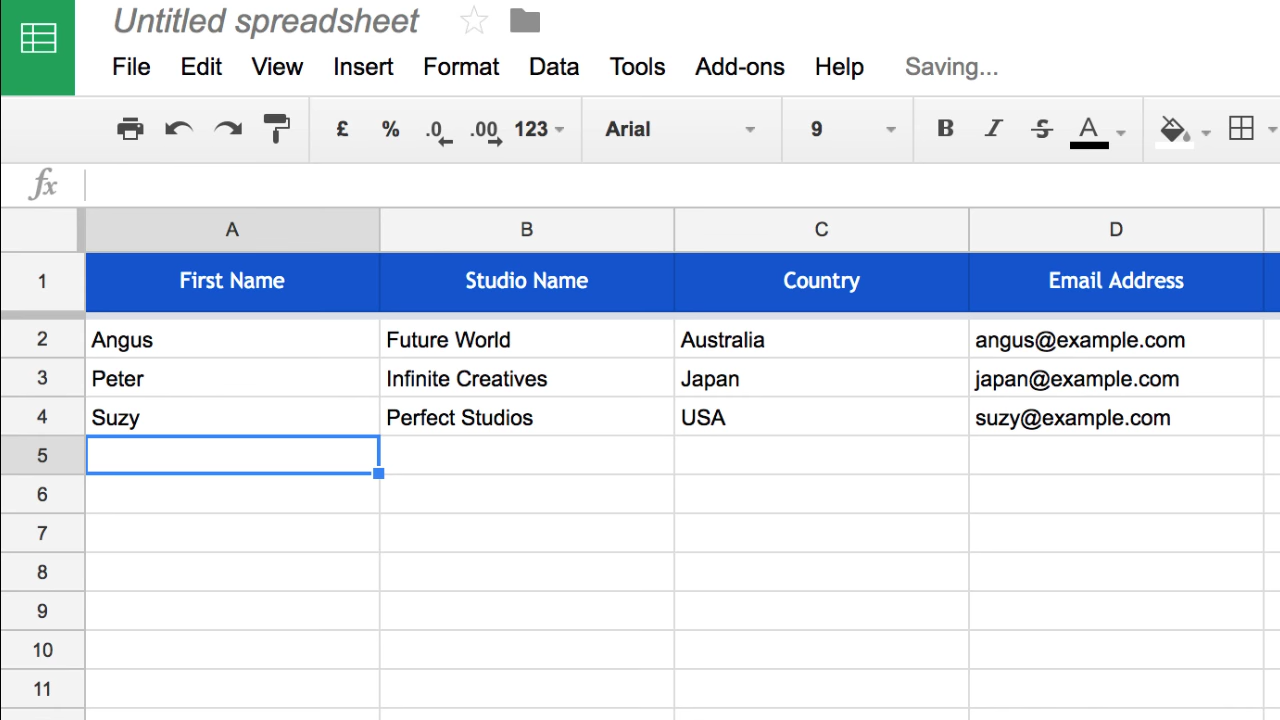 Untitled spreadsheet
File Edit View Insert Format Data Tools Add-ons Help Saving...
£ % .0 .00 123 Arial 9 B I S A
fx
A B C D
1 First Name Studio Name Country Email Address
2 Angus Future World Australia angus@example.com
3 Peter Infinite Creatives Japan japan@example.com
4 Suzy Perfect Studios USA suzy@example.com
5
6
7
8
9
10
11